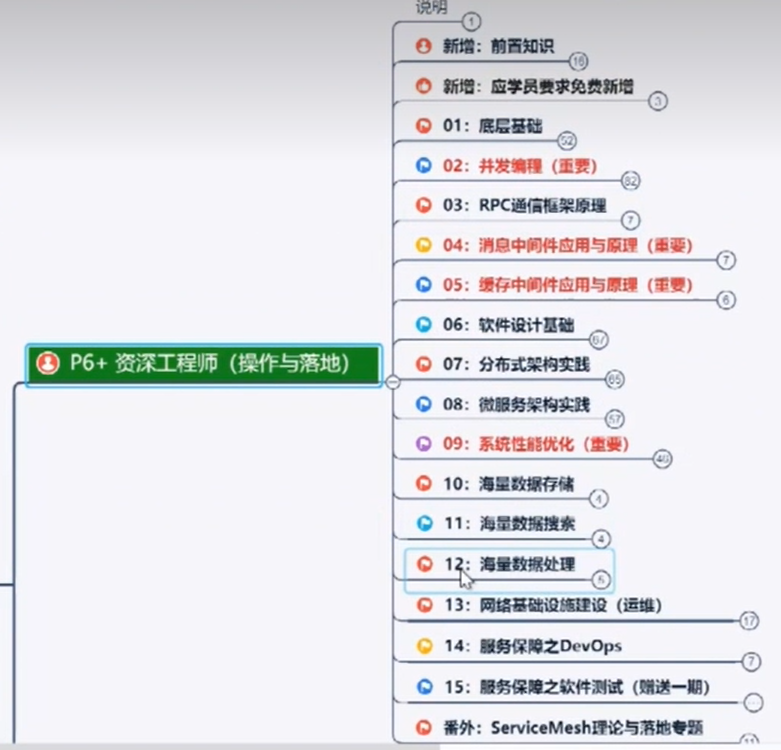 说明
1
新增：前置知识
16
新增：应学员要求免费新增
3
01：底层基础
52
02：并发编程（重要）
82
03：RPC通信框架原理
7
04：消息中间件应用与原理（重要）
7
05：缓存中间件应用与原理（重要）
6
06：软件设计基础
67
P6+ 资深工程师（操作与落地）
07：分布式架构实践
65
08：微服务架构实践
57
09：系统性能优化（重要）
46
10：海量数据存储
4
11：海量数据搜索
4
12：海量数据处理
5
13：网络基础设施建设（运维）
17
14：服务保障之DevOps
7
15：服务保障之软件测试（赠送一期）
番外：ServiceMesh理论与落地专题